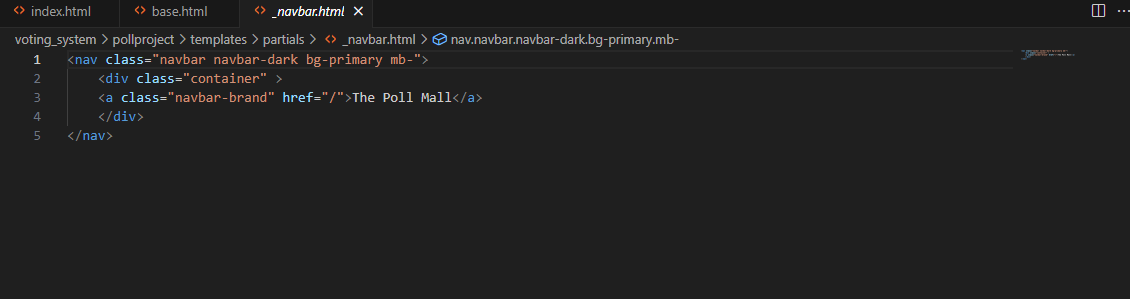 index.html base.html _navbar.html
voting_system > pollproject > templates > partials > _navbar.html > nav.navbar.navbar-dark.bg-primary.mb-
1 <nav class="navbar navbar-dark bg-primary mb-">
2 <div class="container" >
3 <a class="navbar-brand" href="/">The Poll Mall</a>
4 </div>
5 </nav>